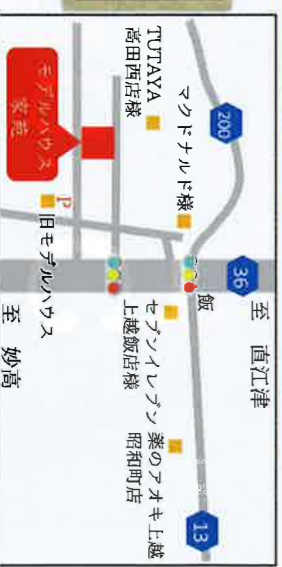 200
マクドナルド様
TUTAYA
高田西店様
モデルハウス
家苑
P
旧モデルハウス
36
至 直江津
飯
セブンイレブン
上越飯店様
薬のアオキ上越
昭和町店
13
至 妙高